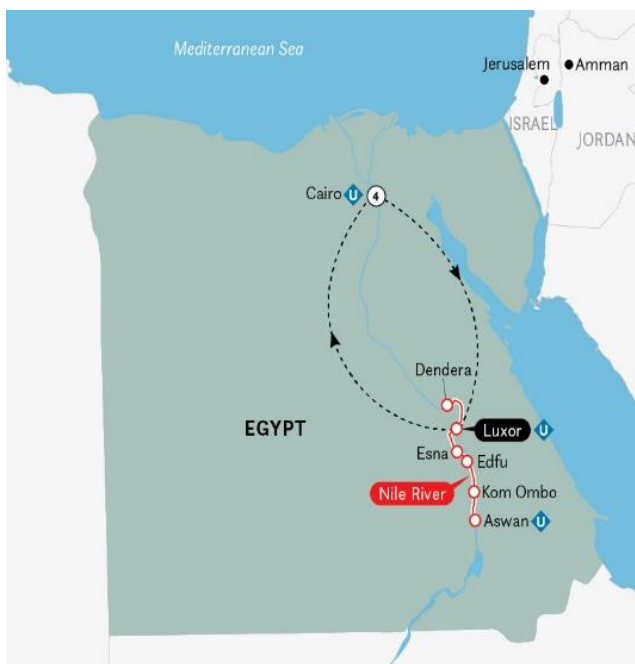 Mediterranean Sea
Jerusalem
Amman
ISRAEL
JORDAN
Cairo U 4
Dendera
EGYPT
Luxor U
Esna
Edfu
Nile River
Kom Ombo
Aswan U